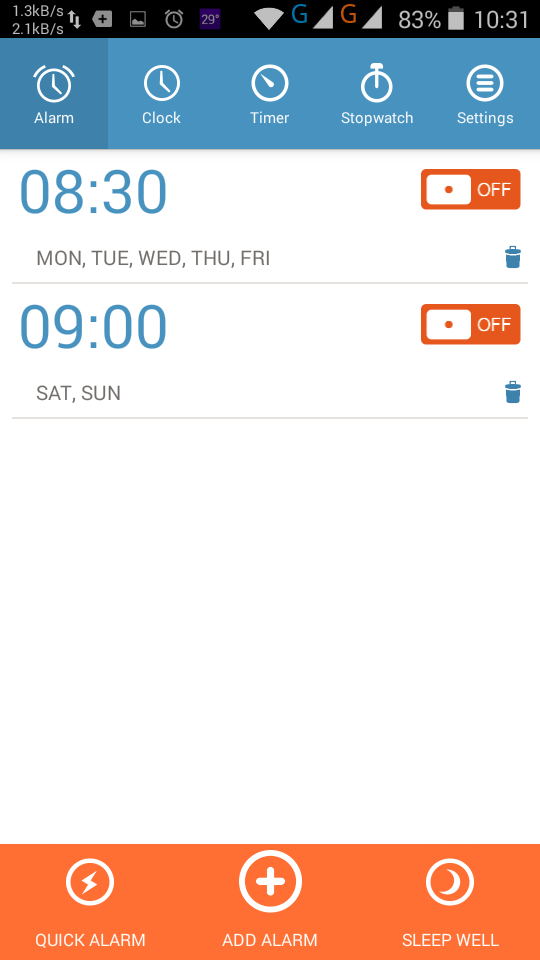 1.3kB/s
2.1kB/s
29°
G G 83% 10:31
Alarm Clock Timer Stopwatch Settings
08:30 OFF
MON, TUE, WED, THU, FRI
09:00 OFF
SAT, SUN
QUICK ALARM ADD ALARM SLEEP WELL